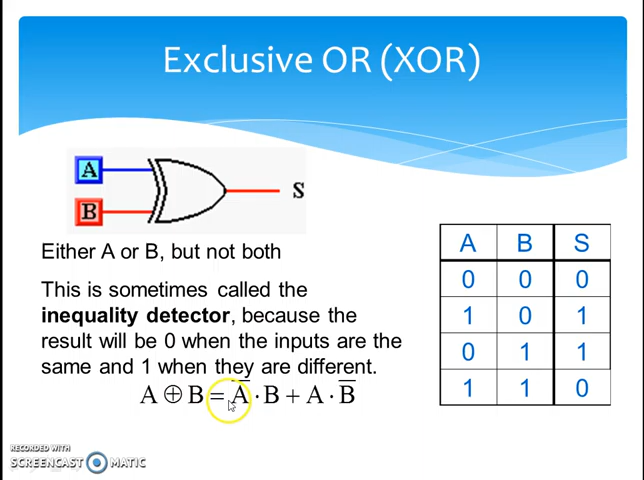 Exclusive OR (XOR)
A
S
B
Either A or B, but not both
This is sometimes called the
inequality detector, because the
result will be 0 when the inputs are the
same and 1 when they are different.
A ⊕ B = A̅ · B + A · B̅
A B S
0 0 0
1 0 1
0 1 1
1 1 0
RECORDED WITH
SCREENCAST MATIC